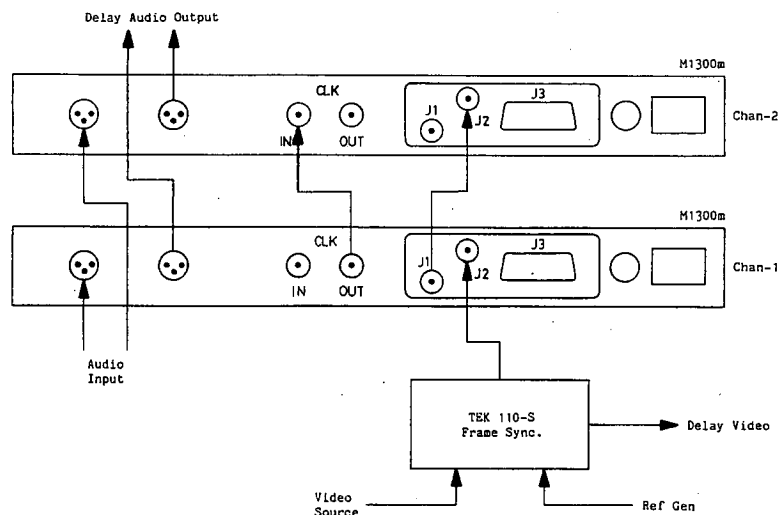 Delay Audio Output
M1300m
CLK
IN
OUT
J1
J2
J3
Chan-2
M1300m
CLK
IN
OUT
J1
J2
J3
Chan-1
Audio
Input
TEK 110-S
Frame Sync.
Delay Video
Video
Source
Ref Gen